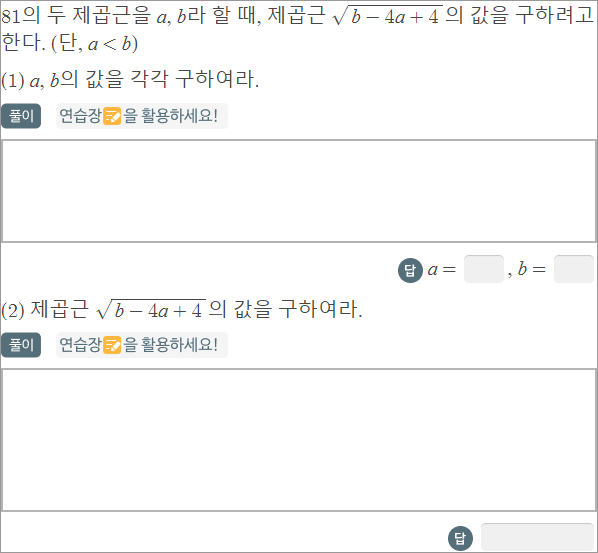 81의 두 제곱근을 a, b라 할 때, 제곱근 √(b − 4a + 4)의 값을 구하려고
한다. (단, a < b)
(1) a, b의 값을 각각 구하여라.
풀이 연습장을 활용하세요!
답 a = , b =
(2) 제곱근 √(b − 4a + 4)의 값을 구하여라.
풀이 연습장을 활용하세요!
답